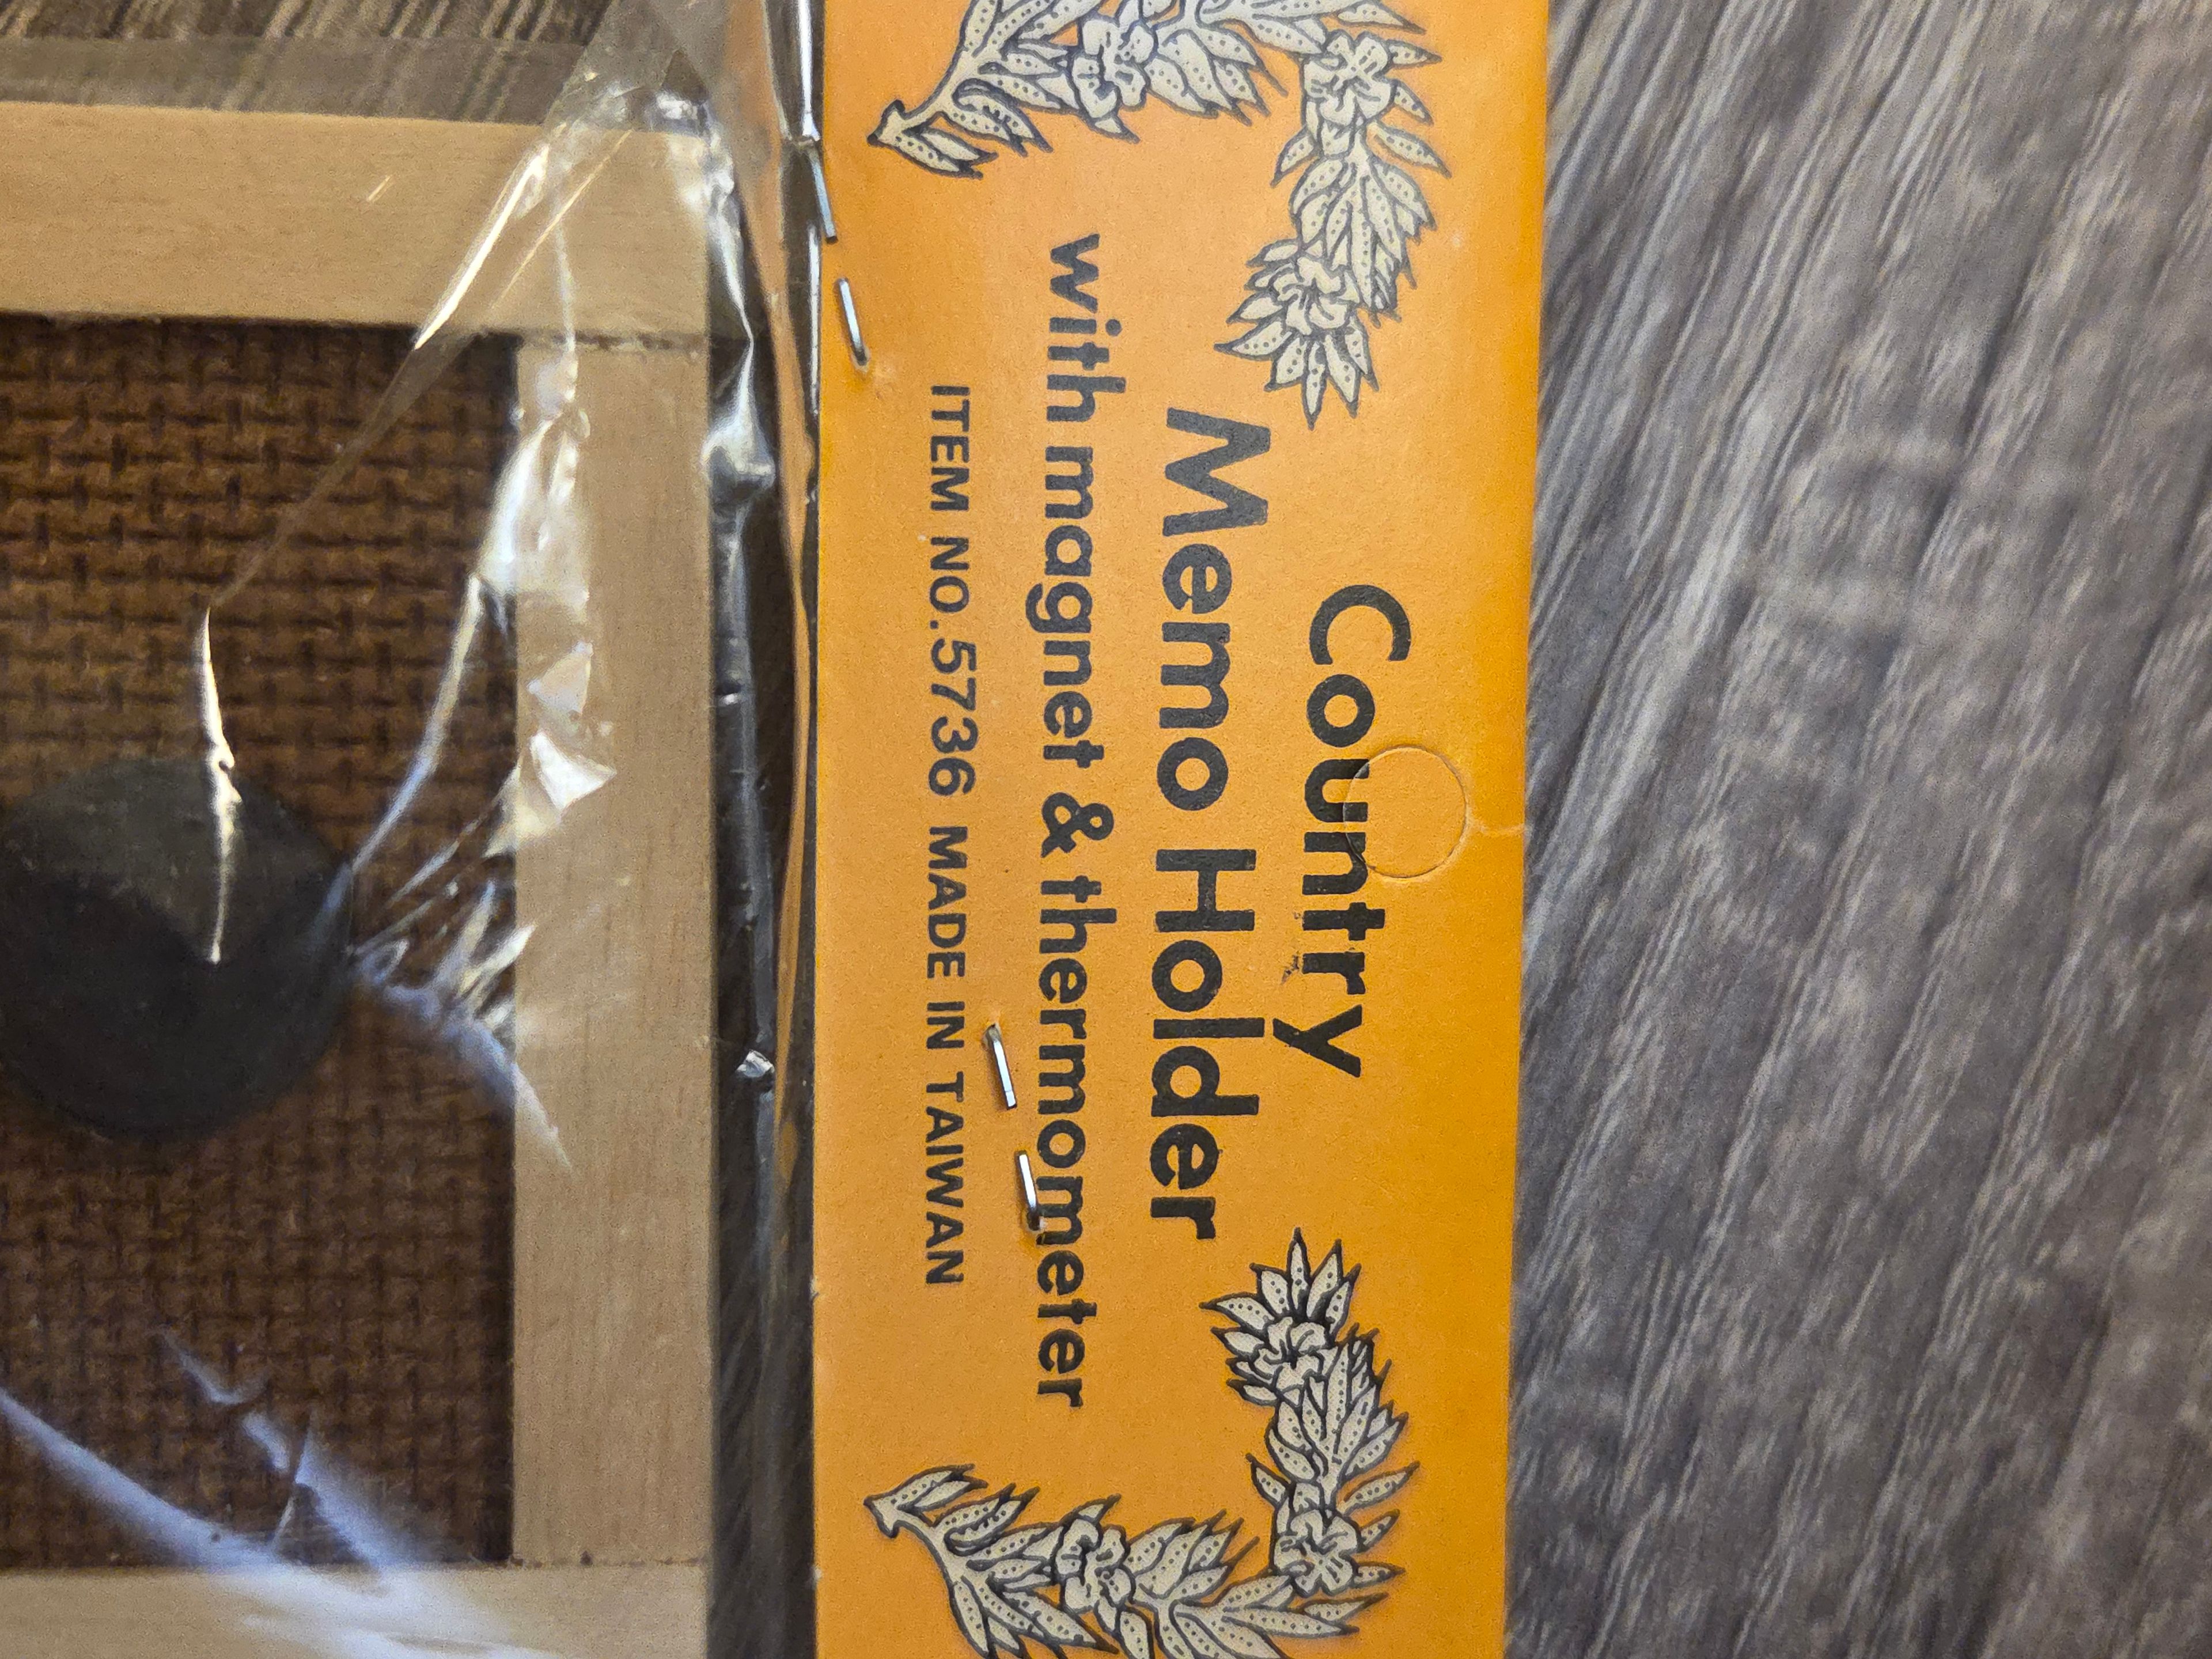 Country
Memo Holder
with magnet & thermometer
ITEM NO.5736 MADE IN TAIWAN